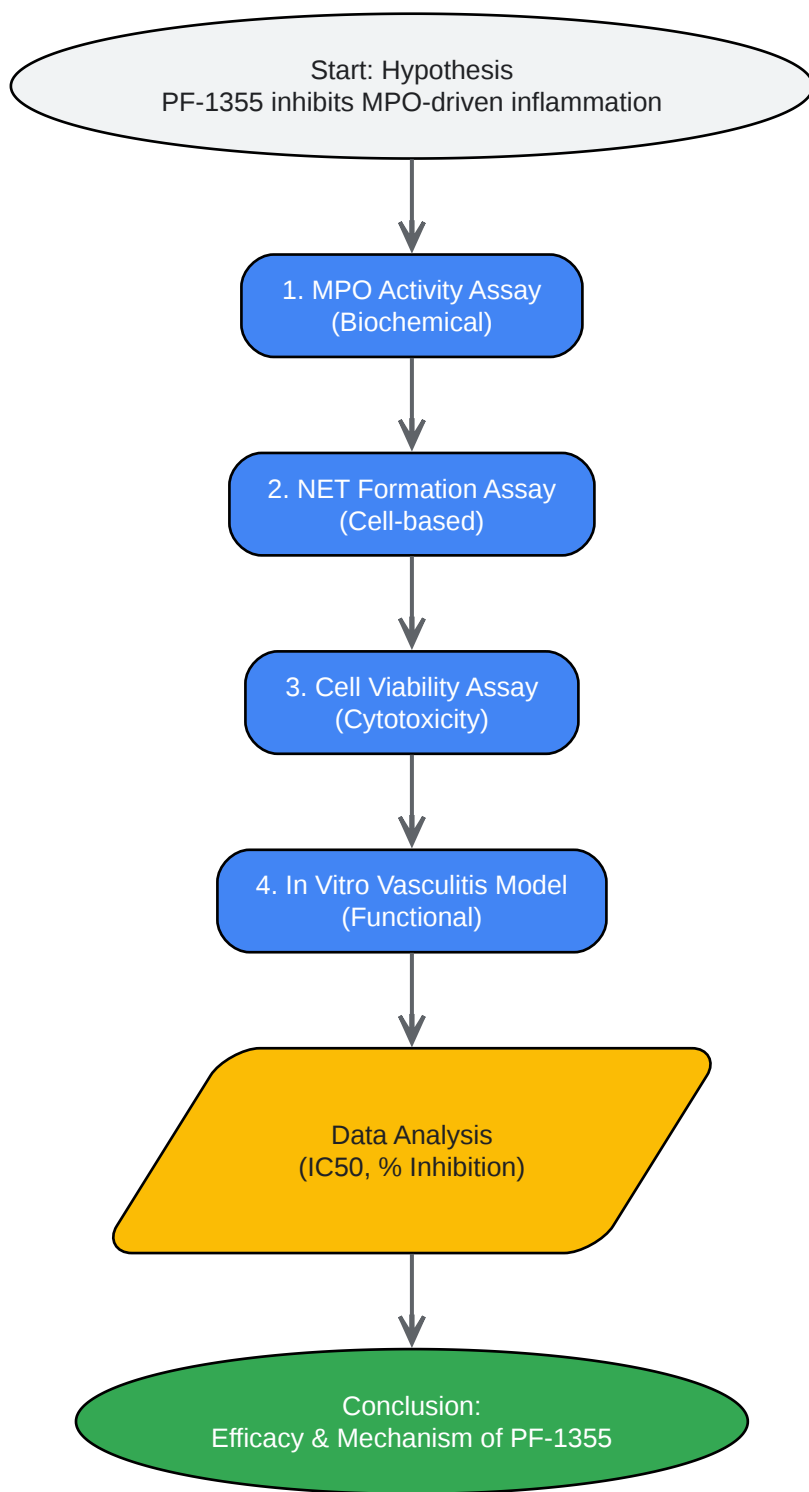 Start: Hypothesis
PF-1355 inhibits MPO-driven inflammation
1. MPO Activity Assay
(Biochemical)
2. NET Formation Assay
(Cell-based)
3. Cell Viability Assay
(Cytotoxicity)
4. In Vitro Vasculitis Model
(Functional)
Data Analysis
(IC50, % Inhibition)
Conclusion:
Efficacy & Mechanism of PF-1355